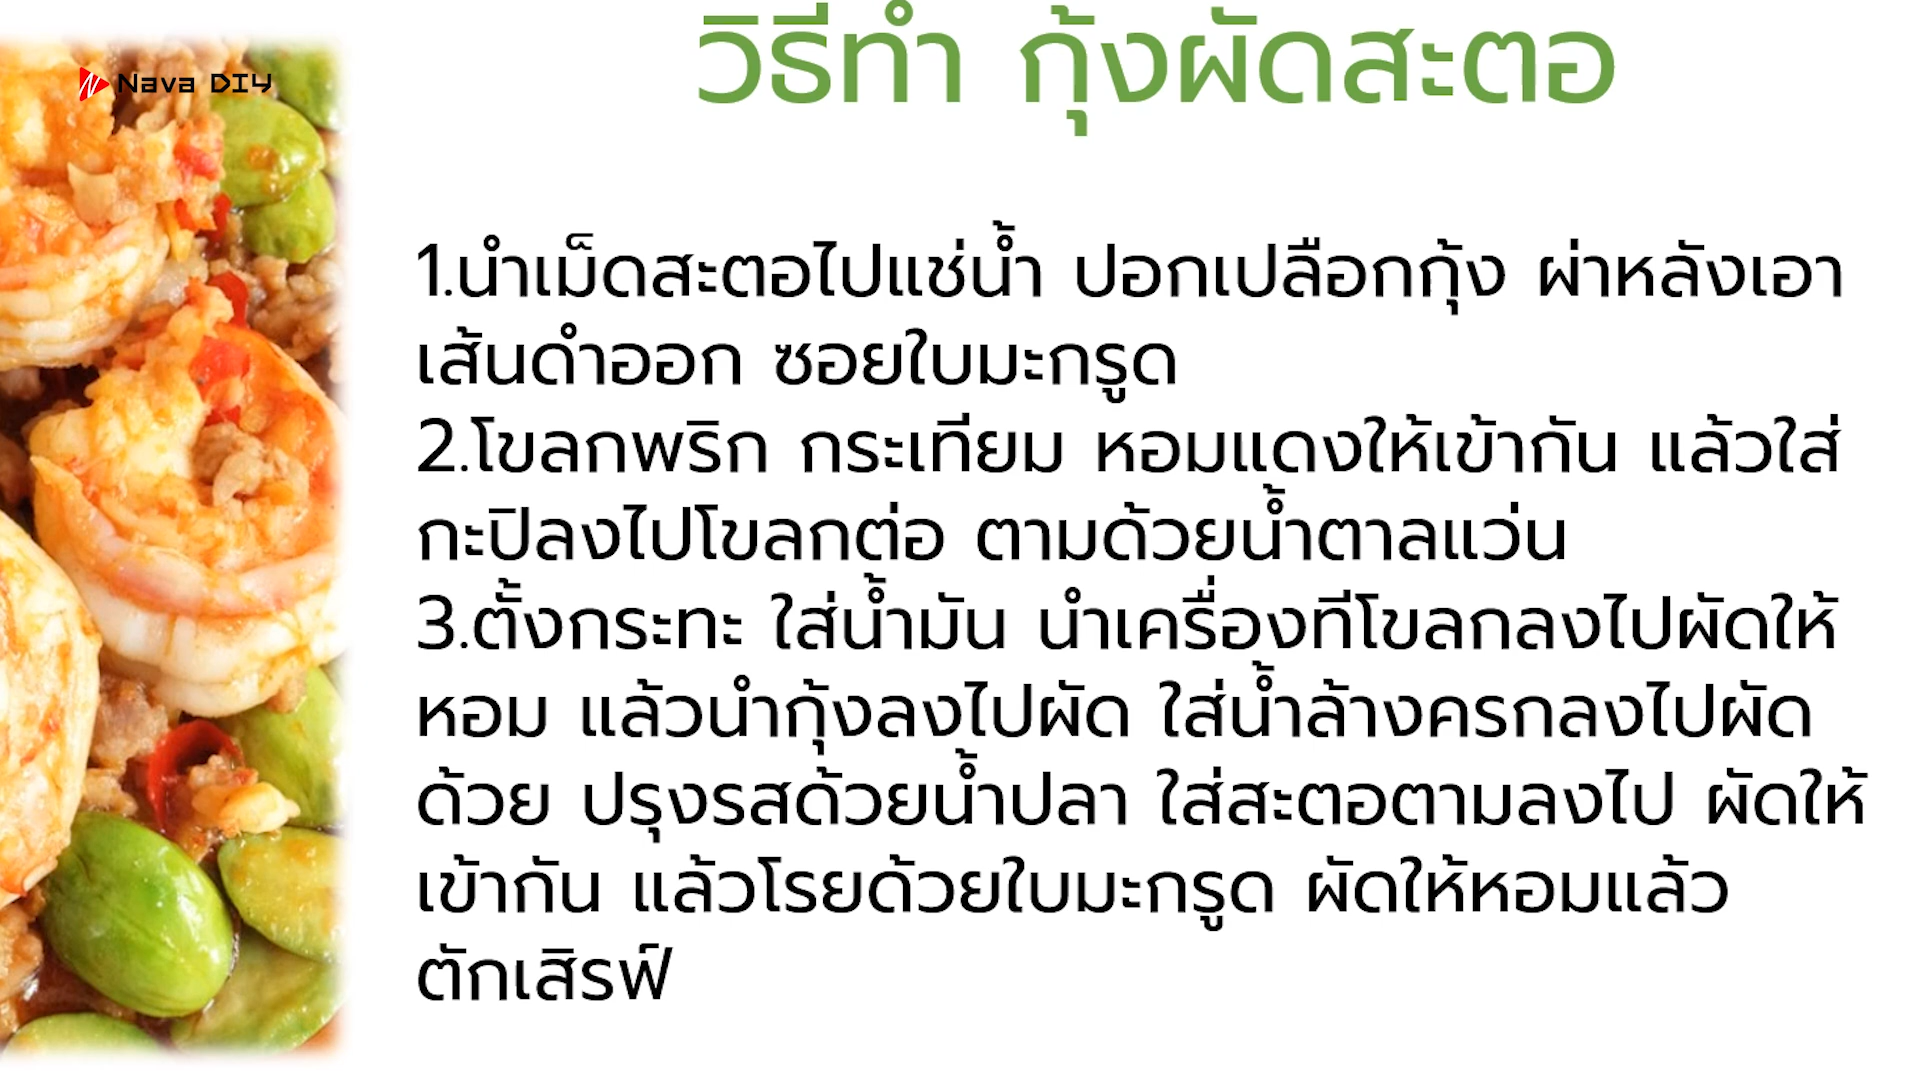 Nava DIY
วิธีทำ กุ้งผัดสะตอ
1.นำเม็ดสะตอไปแช่น้ำ ปอกเปลือกกุ้ง ผ่าหลังเอา
เส้นดำออก ซอยใบมะกรูด
2.โขลกพริก กระเทียม หอมแดงให้เข้ากัน แล้วใส่
กะปิลงไปโขลกต่อ ตามด้วยน้ำตาลแว่น
3.ตั้งกระทะ ใส่น้ำมัน นำเครื่องทีโขลกลงไปผัดให้
หอม แล้วนำกุ้งลงไปผัด ใส่น้ำล้างครกลงไปผัด
ด้วย ปรุงรสด้วยน้ำปลา ใส่สะตอตามลงไป ผัดให้
เข้ากัน แล้วโรยด้วยใบมะกรูด ผัดให้หอมแล้ว
ตักเสิรฟ์